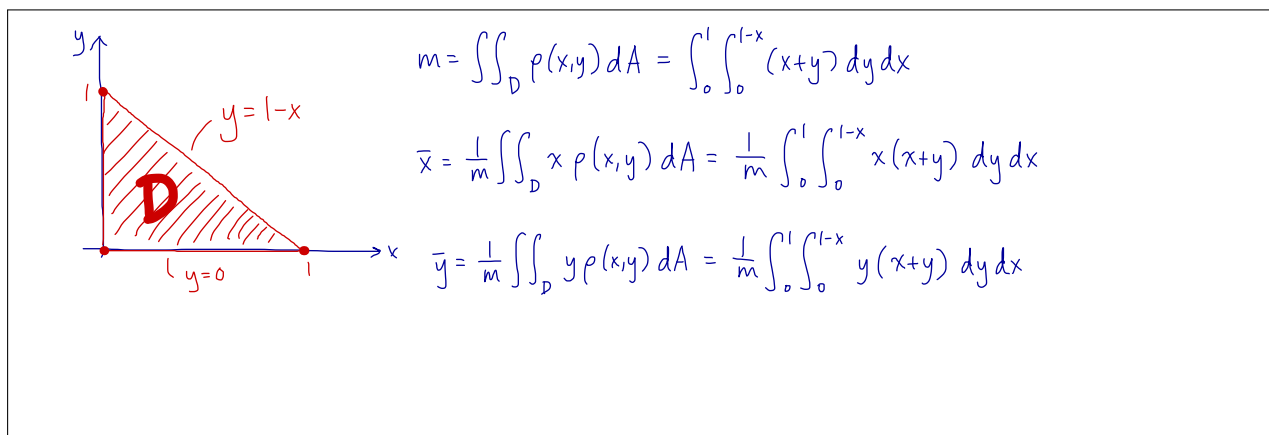 y
m = ∬_D ρ(x,y) dA = ∫_0^1 ∫_0^{1-x} (x+y) dy dx
1
y = 1-x
x̄ = 1/m ∬_D x ρ(x,y) dA = 1/m ∫_0^1 ∫_0^{1-x} x(x+y) dy dx
D
x
ȳ = 1/m ∬_D y ρ(x,y) dA = 1/m ∫_0^1 ∫_0^{1-x} y(x+y) dy dx
y=0
1